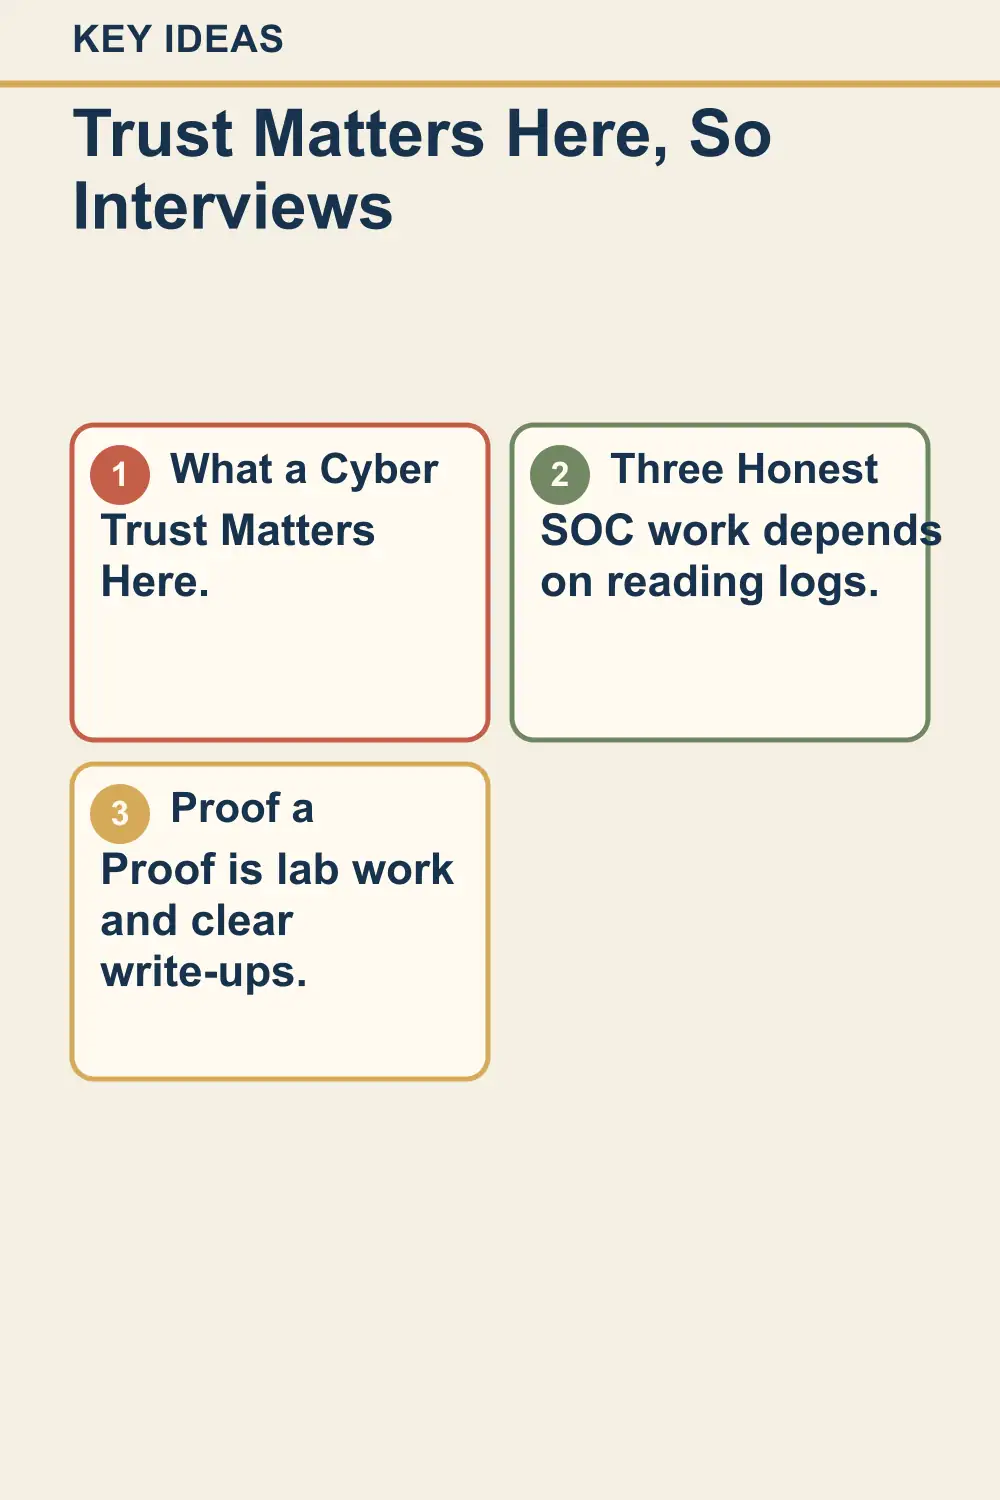 KEY IDEAS
Trust Matters Here, So
Interviews
1 What a Cyber
Trust Matters
Here.
2 Three Honest
SOC work depends
on reading logs.
3 Proof a
Proof is lab work
and clear
write-ups.